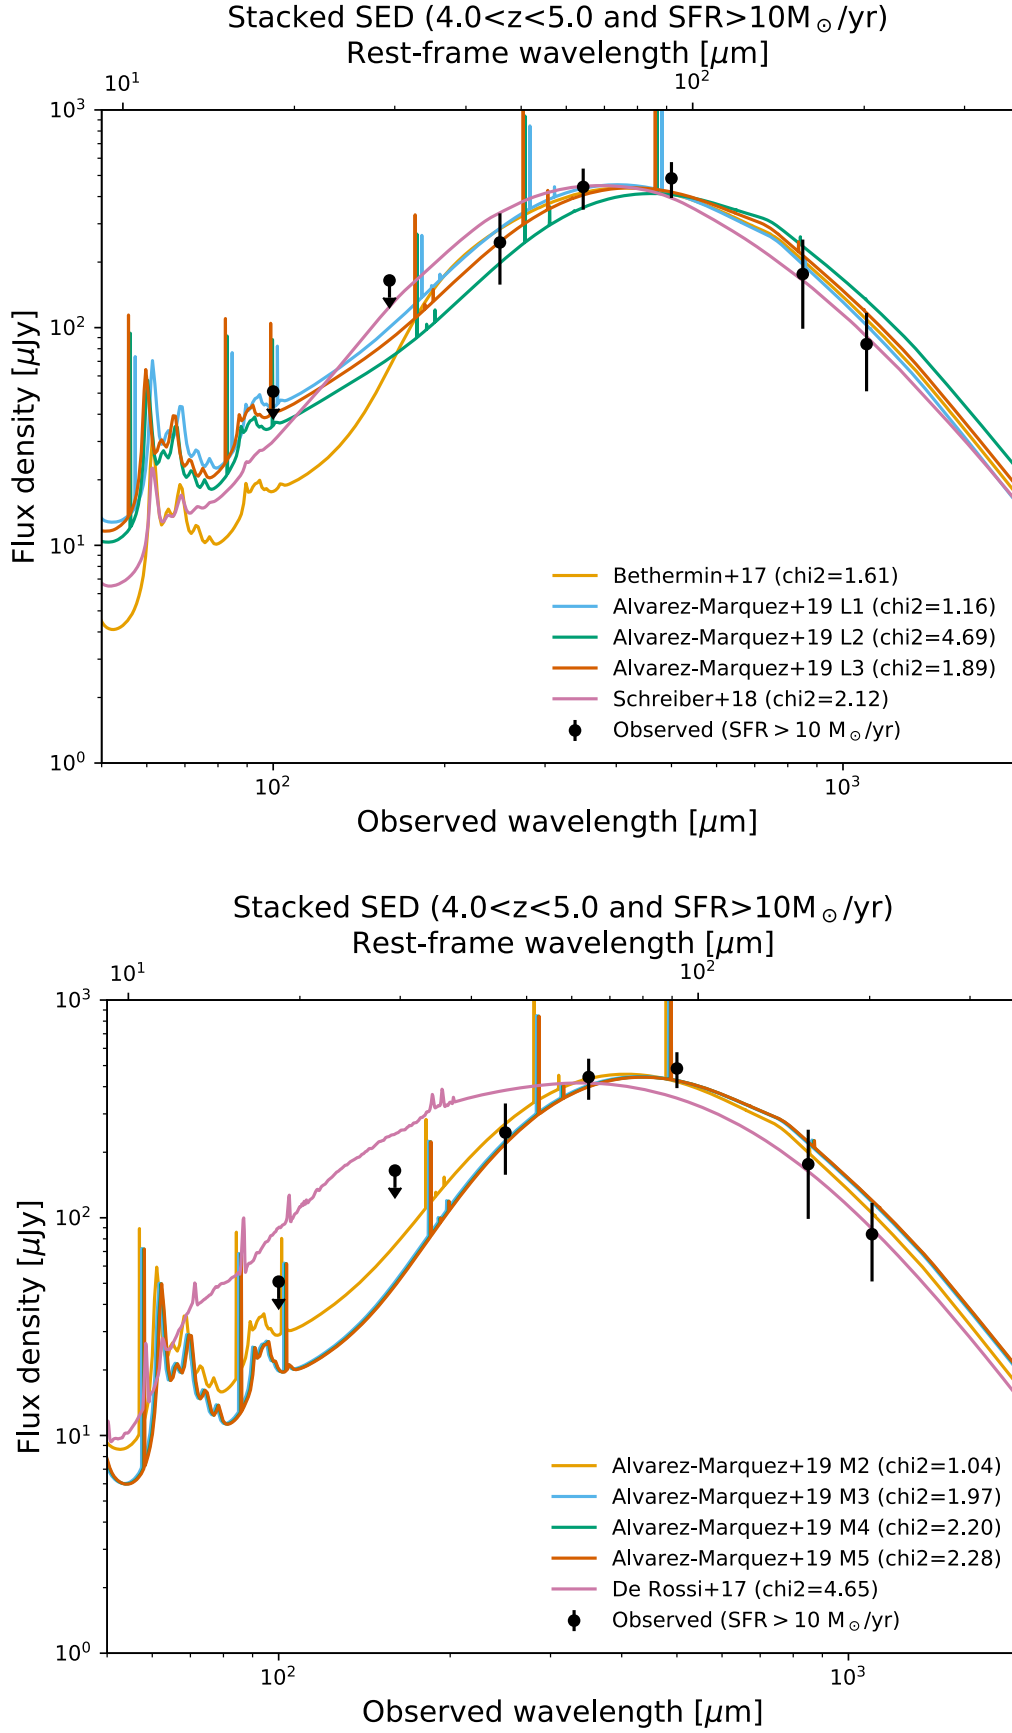 Stacked SED (4.0<z<5.0 and SFR>10M⊙/yr)
Rest-frame wavelength [μm]
10¹ 10²
10³
10²
10¹
10⁰
Flux density [μJy]
Bethermin+17 (chi2=1.61)
Alvarez-Marquez+19 L1 (chi2=1.16)
Alvarez-Marquez+19 L2 (chi2=4.69)
Alvarez-Marquez+19 L3 (chi2=1.89)
Schreiber+18 (chi2=2.12)
Observed (SFR > 10 M⊙/yr)
10² 10³
Observed wavelength [μm]
Stacked SED (4.0<z<5.0 and SFR>10M⊙/yr)
Rest-frame wavelength [μm]
10¹ 10²
10³
10²
10¹
10⁰
Flux density [μJy]
Alvarez-Marquez+19 M2 (chi2=1.04)
Alvarez-Marquez+19 M3 (chi2=1.97)
Alvarez-Marquez+19 M4 (chi2=2.20)
Alvarez-Marquez+19 M5 (chi2=2.28)
De Rossi+17 (chi2=4.65)
Observed (SFR > 10 M⊙/yr)
10² 10³
Observed wavelength [μm]